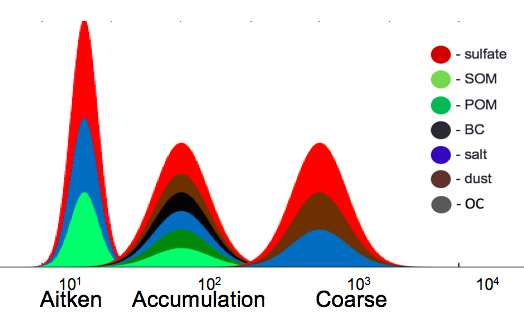 - sulfate
- SOM
- POM
- BC
- salt
- dust
- OC
10¹ 10² 10³ 10⁴
Aitken Accumulation Coarse